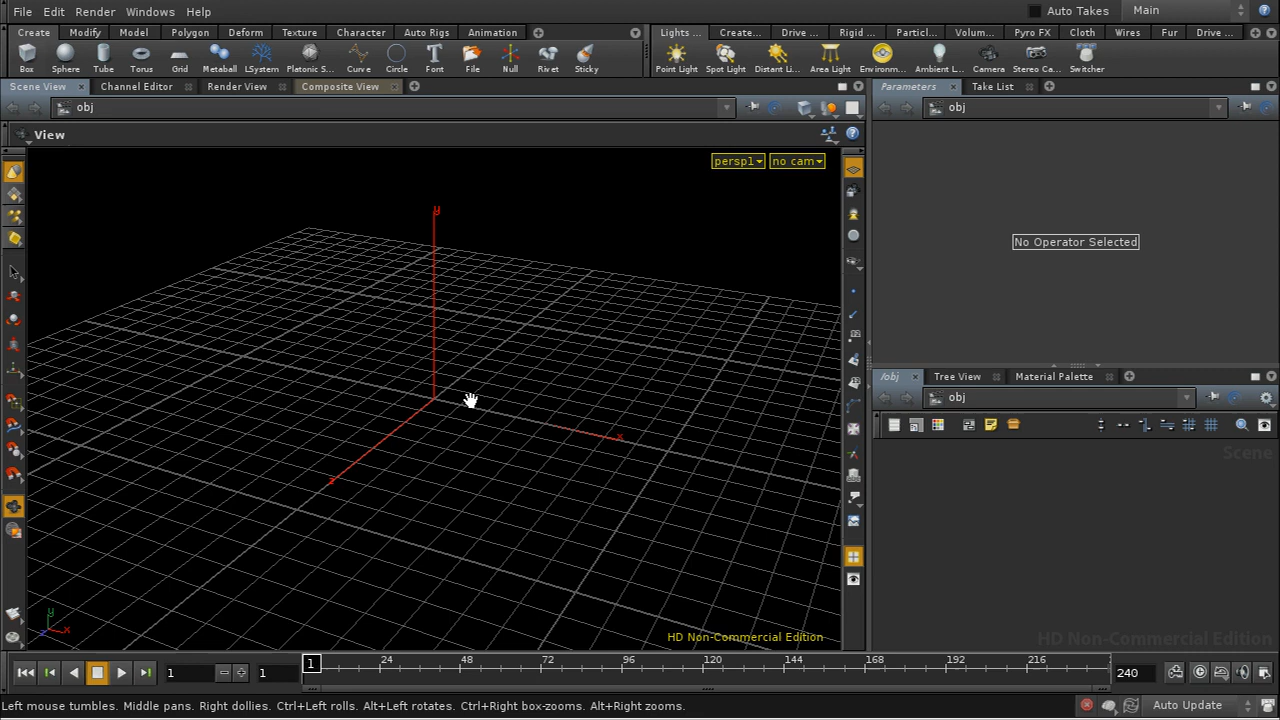 File Edit Render Windows Help Auto Takes Main
Create Modify Model Polygon Deform Texture Character Auto Rigs Animation Lights ... Create... Drive ... Rigid ... Particl... Volum... Pyro FX Cloth Wires Fur Drive ...
Box Sphere Tube Torus Grid Metaball LSystem Platonic S... Curve Circle Font File Null Rivet Sticky Point Light Spot Light Distant Li... Area Light Environm... Ambient L... Camera Stereo Ca... Switcher
Scene View Channel Editor Render View Composite View Parameters Take List
obj obj
View
persp1 no cam
y
x
z
No Operator Selected
/obj Tree View Material Palette
obj
Scene
y
z x
HD Non-Commercial Edition HD Non-Commercial Edition
1 1 1 24 48 72 96 120 144 168 192 216 240
Left mouse tumbles. Middle pans. Right dollies. Ctrl+Left rolls. Alt+Left rotates. Ctrl+Right box-zooms. Alt+Right zooms. Auto Update